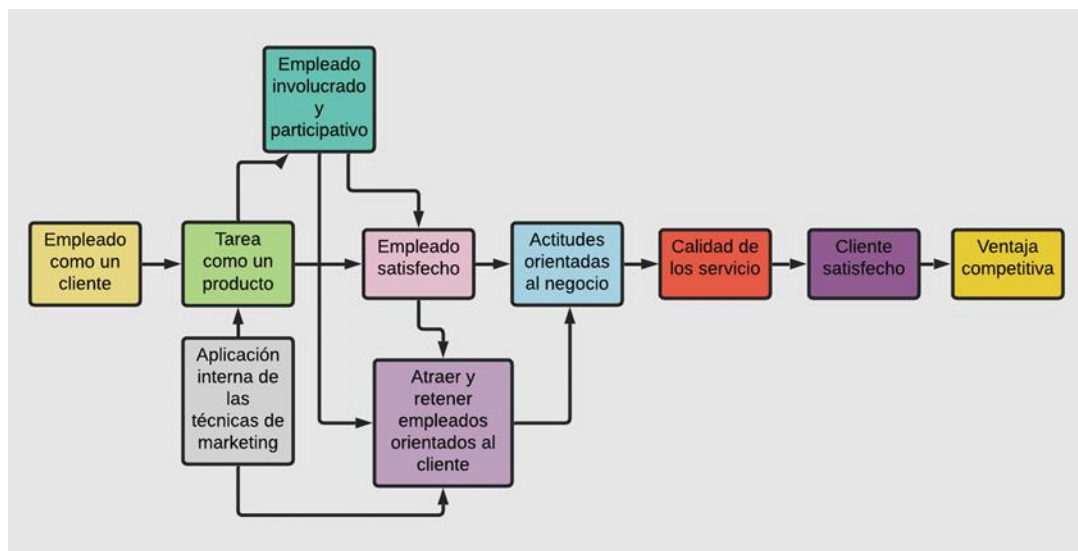 Empleado
involucrado
y
participativo
Empleado
como un
cliente
Tarea
como un
producto
Empleado
satisfecho
Actitudes
orientadas
al negocio
Calidad de
los servicio
Cliente
satisfecho
Ventaja
competitiva
Aplicación
interna de
las
técnicas de
marketing
Atraer y
retener
empleados
orientados al
cliente